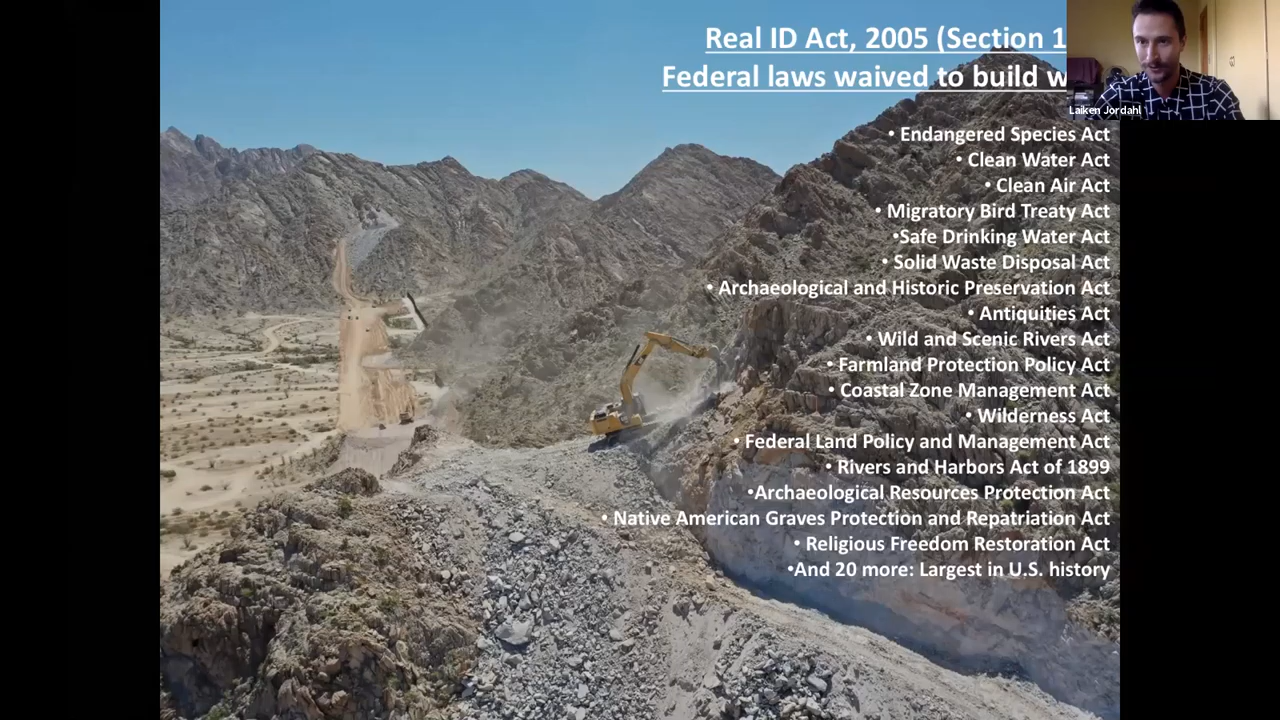 Real ID Act, 2005 (Section 1
Federal laws waived to build w
Laiken Jordahl
• Endangered Species Act
• Clean Water Act
• Clean Air Act
• Migratory Bird Treaty Act
•Safe Drinking Water Act
• Solid Waste Disposal Act
• Archaeological and Historic Preservation Act
• Antiquities Act
• Wild and Scenic Rivers Act
• Farmland Protection Policy Act
• Coastal Zone Management Act
• Wilderness Act
• Federal Land Policy and Management Act
• Rivers and Harbors Act of 1899
•Archaeological Resources Protection Act
• Native American Graves Protection and Repatriation Act
• Religious Freedom Restoration Act
•And 20 more: Largest in U.S. history